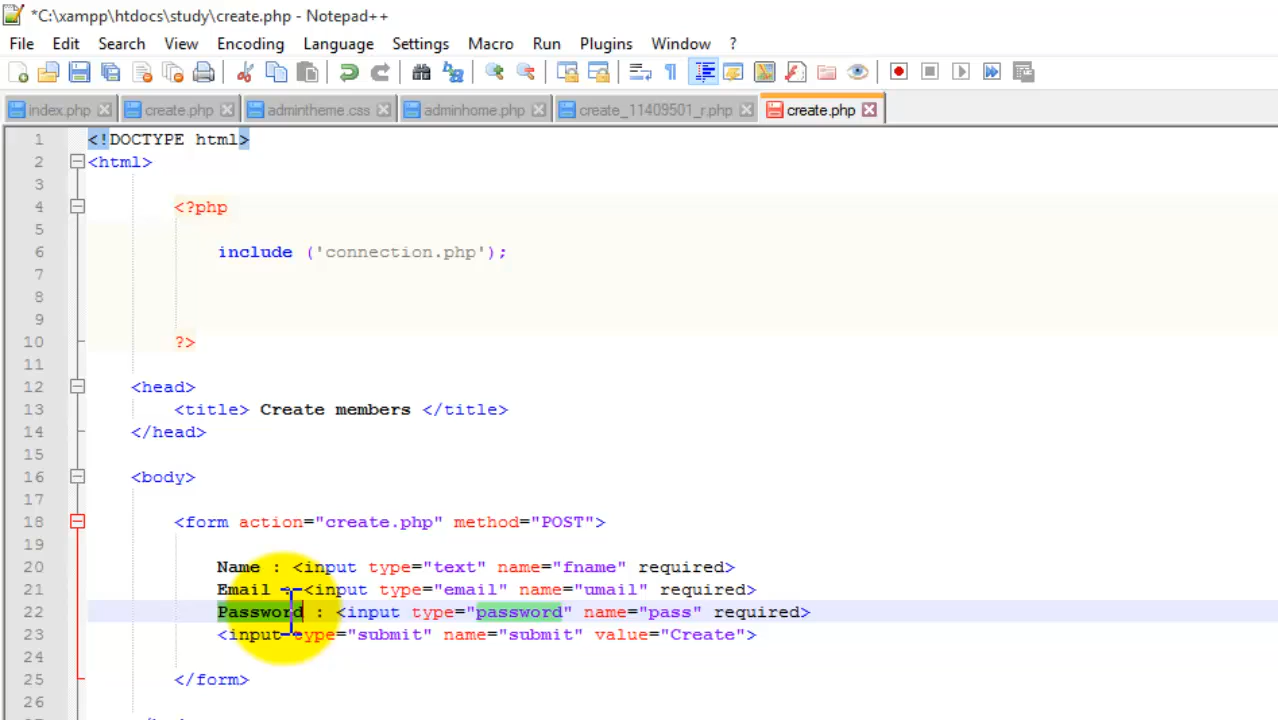 *C:\xampp\htdocs\study\create.php - Notepad++
File Edit Search View Encoding Language Settings Macro Run Plugins Window ?
index.php create.php admintheme.css adminhome.php create_11409501_r.php create.php
1 <!DOCTYPE html>
2 <html>
3
4 <?php
5
6 include ('connection.php');
7
8
9
10 ?>
11
12 <head>
13 <title> Create members </title>
14 </head>
15
16 <body>
17
18 <form action="create.php" method="POST">
19
20 Name : <input type="text" name="fname" required>
21 Email : <input type="email" name="umail" required>
22 Password : <input type="password" name="pass" required>
23 <input type="submit" name="submit" value="Create">
24
25 </form>
26